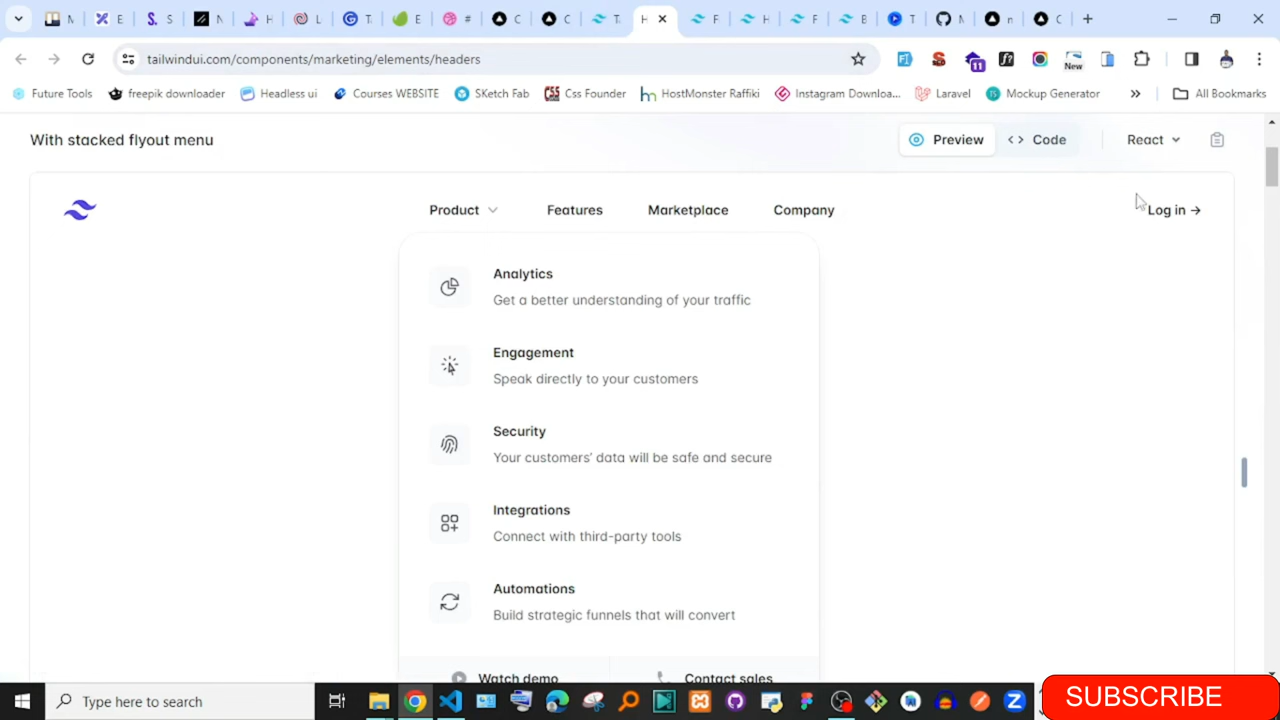 M
E
S
N
H
L
T
E
#
C
C
T
H
F
H
F
B
T
M
n
C
tailwindui.com/components/marketing/elements/headers
11
f?
New
Future Tools
freepik downloader
Headless ui
Courses WEBSITE
SKetch Fab
Css Founder
HostMonster Raffiki
Instagram Downloa...
Laravel
Mockup Generator
»
All Bookmarks
With stacked flyout menu
Preview
<> Code
React
Product
Features
Marketplace
Company
Log in →
Analytics
Get a better understanding of your traffic
Engagement
Speak directly to your customers
Security
Your customers’ data will be safe and secure
Integrations
Connect with third-party tools
Automations
Build strategic funnels that will convert
Watch demo
Contact sales
Type here to search
SUBSCRIBE